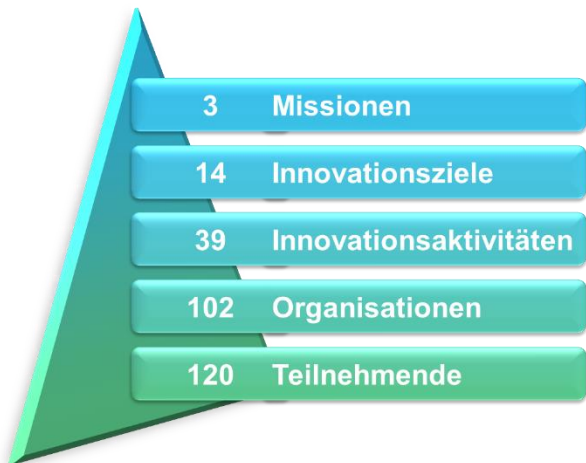 3 Missionen
14 Innovationsziele
39 Innovationsaktivitäten
102 Organisationen
120 Teilnehmende